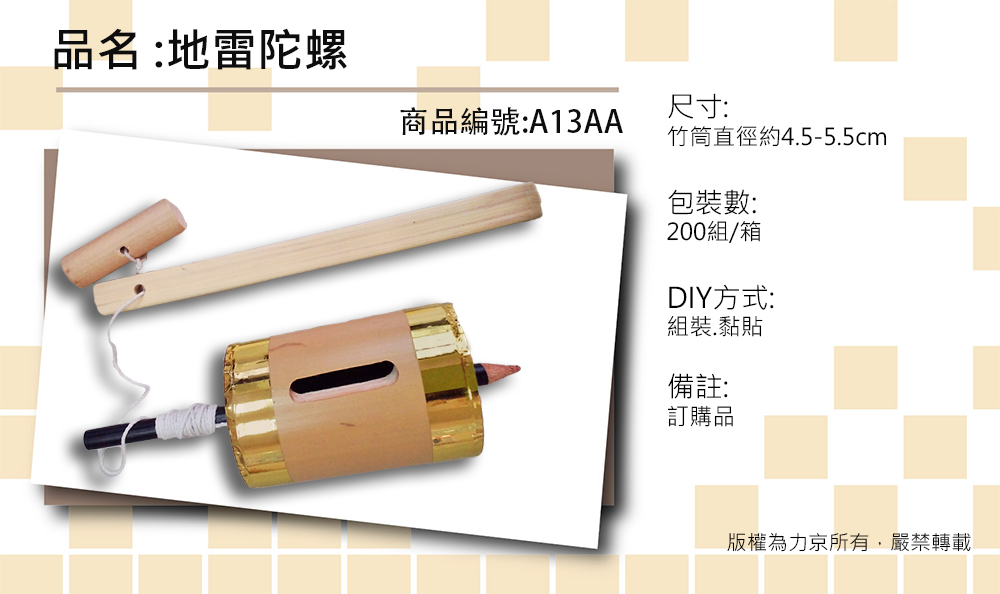 品名 :地雷陀螺
商品編號:A13AA
尺寸:
竹筒直徑約4.5-5.5cm
包裝數:
200組/箱
DIY方式:
組裝.黏貼
備註:
訂購品
版權為力京所有，嚴禁轉載